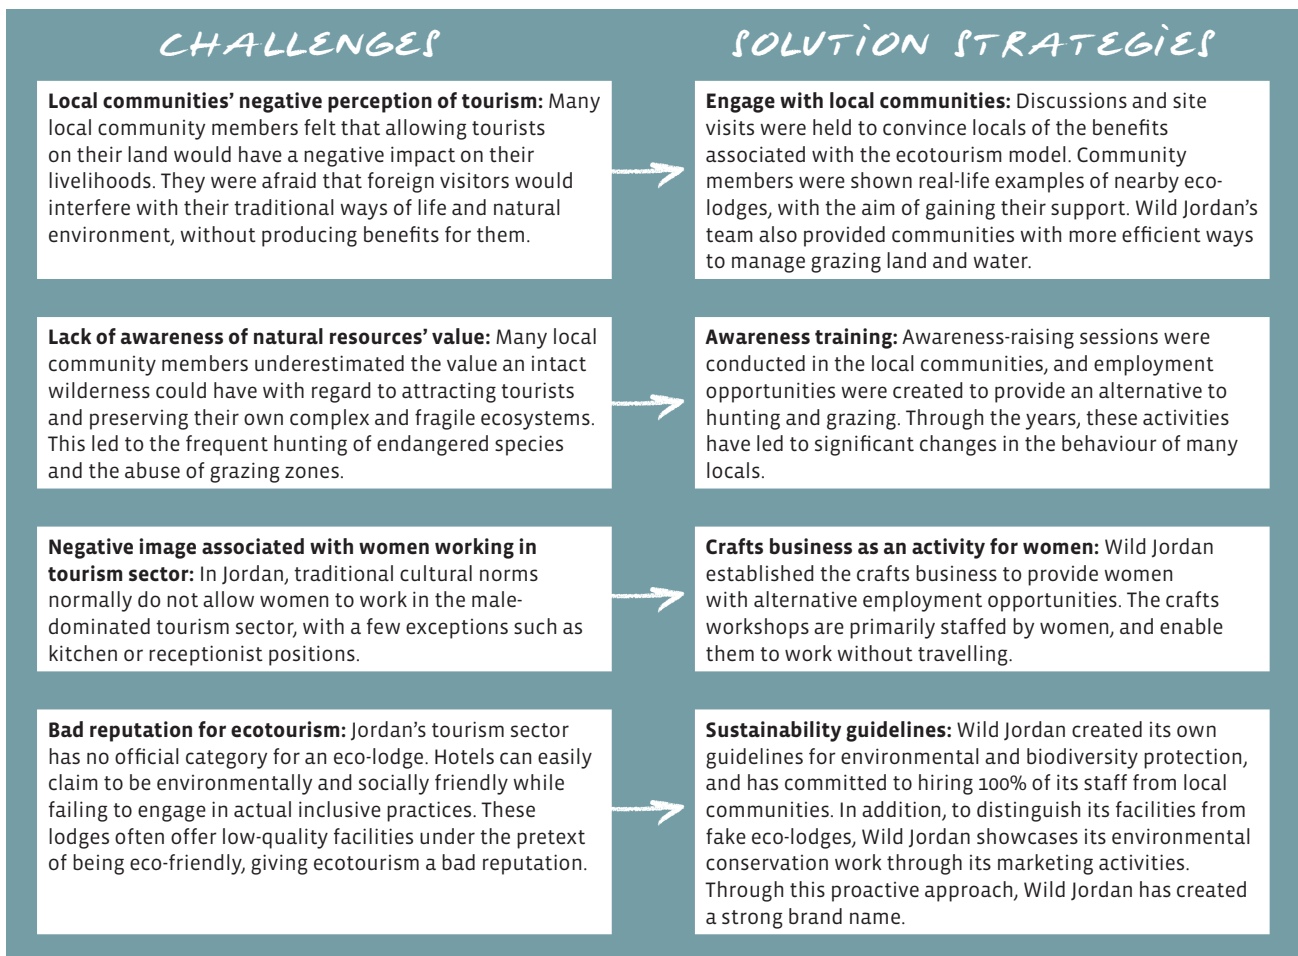 CHALLENGES
SOLUTION STRATEGIES
Local communities' negative perception of tourism: Many
local community members felt that allowing tourists
on their land would have a negative impact on their
livelihoods. They were afraid that foreign visitors would
interfere with their traditional ways of life and natural
environment, without producing benefits for them.
Engage with local communities: Discussions and site
visits were held to convince locals of the benefits
associated with the ecotourism model. Community
members were shown real-life examples of nearby eco-
lodges, with the aim of gaining their support. Wild Jordan's
team also provided communities with more efficient ways
to manage grazing land and water.
Lack of awareness of natural resources' value: Many local
community members underestimated the value an intact
wilderness could have with regard to attracting tourists
and preserving their own complex and fragile ecosystems.
This led to the frequent hunting of endangered species
and the abuse of grazing zones.
Awareness training: Awareness-raising sessions were
conducted in the local communities, and employment
opportunities were created to provide an alternative to
hunting and grazing. Through the years, these activities
have led to significant changes in the behaviour of many
locals.
Negative image associated with women working in
tourism sector: In Jordan, traditional cultural norms
normally do not allow women to work in the male-
dominated tourism sector, with a few exceptions such as
kitchen or receptionist positions.
Crafts business as an activity for women: Wild Jordan
established the crafts business to provide women
with alternative employment opportunities. The crafts
workshops are primarily staffed by women, and enable
them to work without travelling.
Bad reputation for ecotourism: Jordan's tourism sector
has no official category for an eco-lodge. Hotels can easily
claim to be environmentally and socially friendly while
failing to engage in actual inclusive practices. These
lodges often offer low-quality facilities under the pretext
of being eco-friendly, giving ecotourism a bad reputation.
Sustainability guidelines: Wild Jordan created its own
guidelines for environmental and biodiversity protection,
and has committed to hiring 100% of its staff from local
communities. In addition, to distinguish its facilities from
fake eco-lodges, Wild Jordan showcases its environmental
conservation work through its marketing activities.
Through this proactive approach, Wild Jordan has created
a strong brand name.